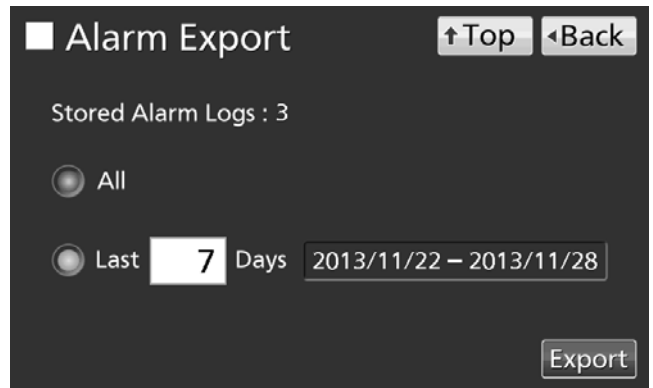 Alarm Export
Top
Back
Stored Alarm Logs : 3
All
Last 7 Days 2013/11/22 – 2013/11/28
Export